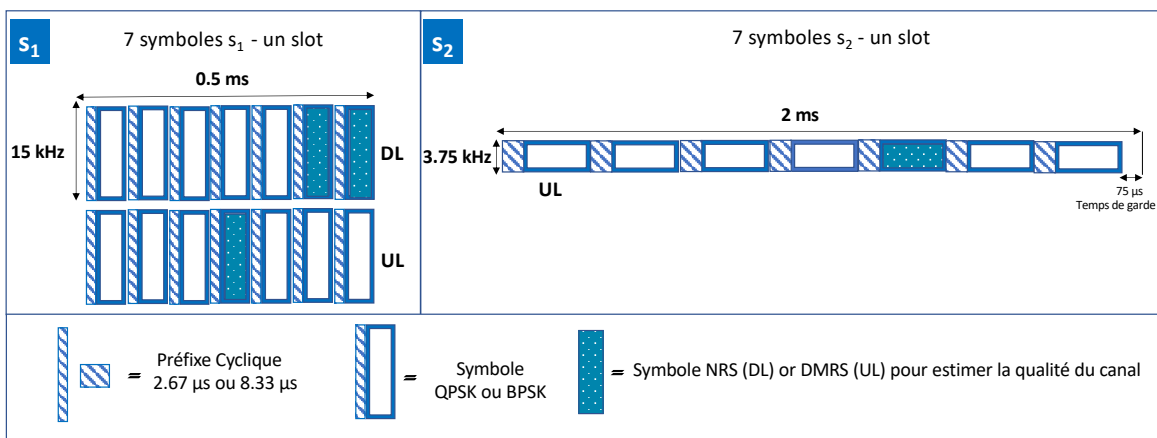 s1
7 symboles s1 - un slot
0.5 ms
15 kHz
DL
UL
s2
7 symboles s2 - un slot
2 ms
3.75 kHz
UL
75 µs
Temps de garde
= Préfixe Cyclique
2.67 µs ou 8.33 µs
= Symbole
QPSK ou BPSK
= Symbole NRS (DL) or DMRS (UL) pour estimer la qualité du canal